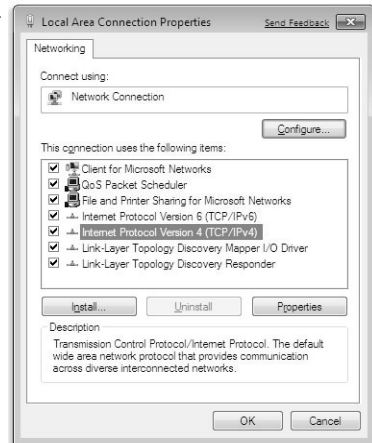 Local Area Connection Properties
Send Feedback
Networking
Connect using:
Network Connection
Configure...
This connection uses the following items:
Client for Microsoft Networks
QoS Packet Scheduler
File and Printer Sharing for Microsoft Networks
Internet Protocol Version 6 (TCP/IPv6)
Internet Protocol Version 4 (TCP/IPv4)
Link-Layer Topology Discovery Mapper I/O Driver
Link-Layer Topology Discovery Responder
Install...
Uninstall
Properties
Description
Transmission Control Protocol/Internet Protocol. The default
wide area network protocol that provides communication
across diverse interconnected networks.
OK
Cancel